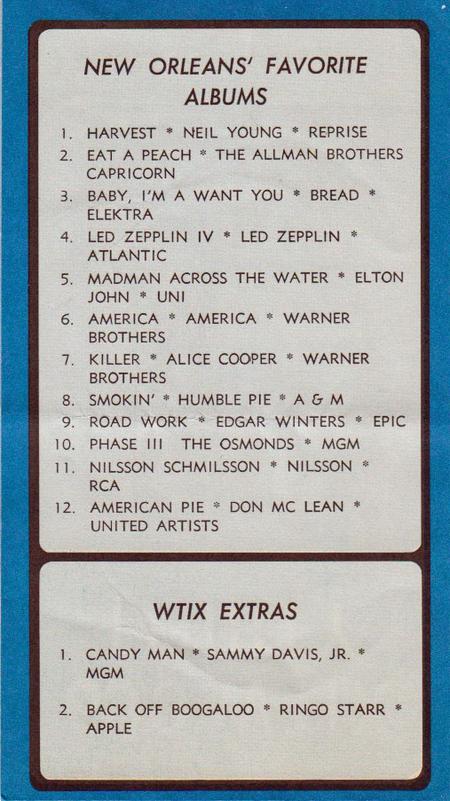 NEW ORLEANS' FAVORITE
ALBUMS
1. HARVEST * NEIL YOUNG * REPRISE
2. EAT A PEACH * THE ALLMAN BROTHERS
CAPRICORN
3. BABY, I'M A WANT YOU * BREAD *
ELEKTRA
4. LED ZEPPLIN IV * LED ZEPPLIN *
ATLANTIC
5. MADMAN ACROSS THE WATER * ELTON
JOHN * UNI
6. AMERICA * AMERICA * WARNER
BROTHERS
7. KILLER * ALICE COOPER * WARNER
BROTHERS
8. SMOKIN' * HUMBLE PIE * A & M
9. ROAD WORK * EDGAR WINTERS * EPIC
10. PHASE III THE OSMONDS * MGM
11. NILSSON SCHMILSSON * NILSSON *
RCA
12. AMERICAN PIE * DON MC LEAN *
UNITED ARTISTS
WTIX EXTRAS
1. CANDY MAN * SAMMY DAVIS, JR. *
MGM
2. BACK OFF BOOGALOO * RINGO STARR *
APPLE